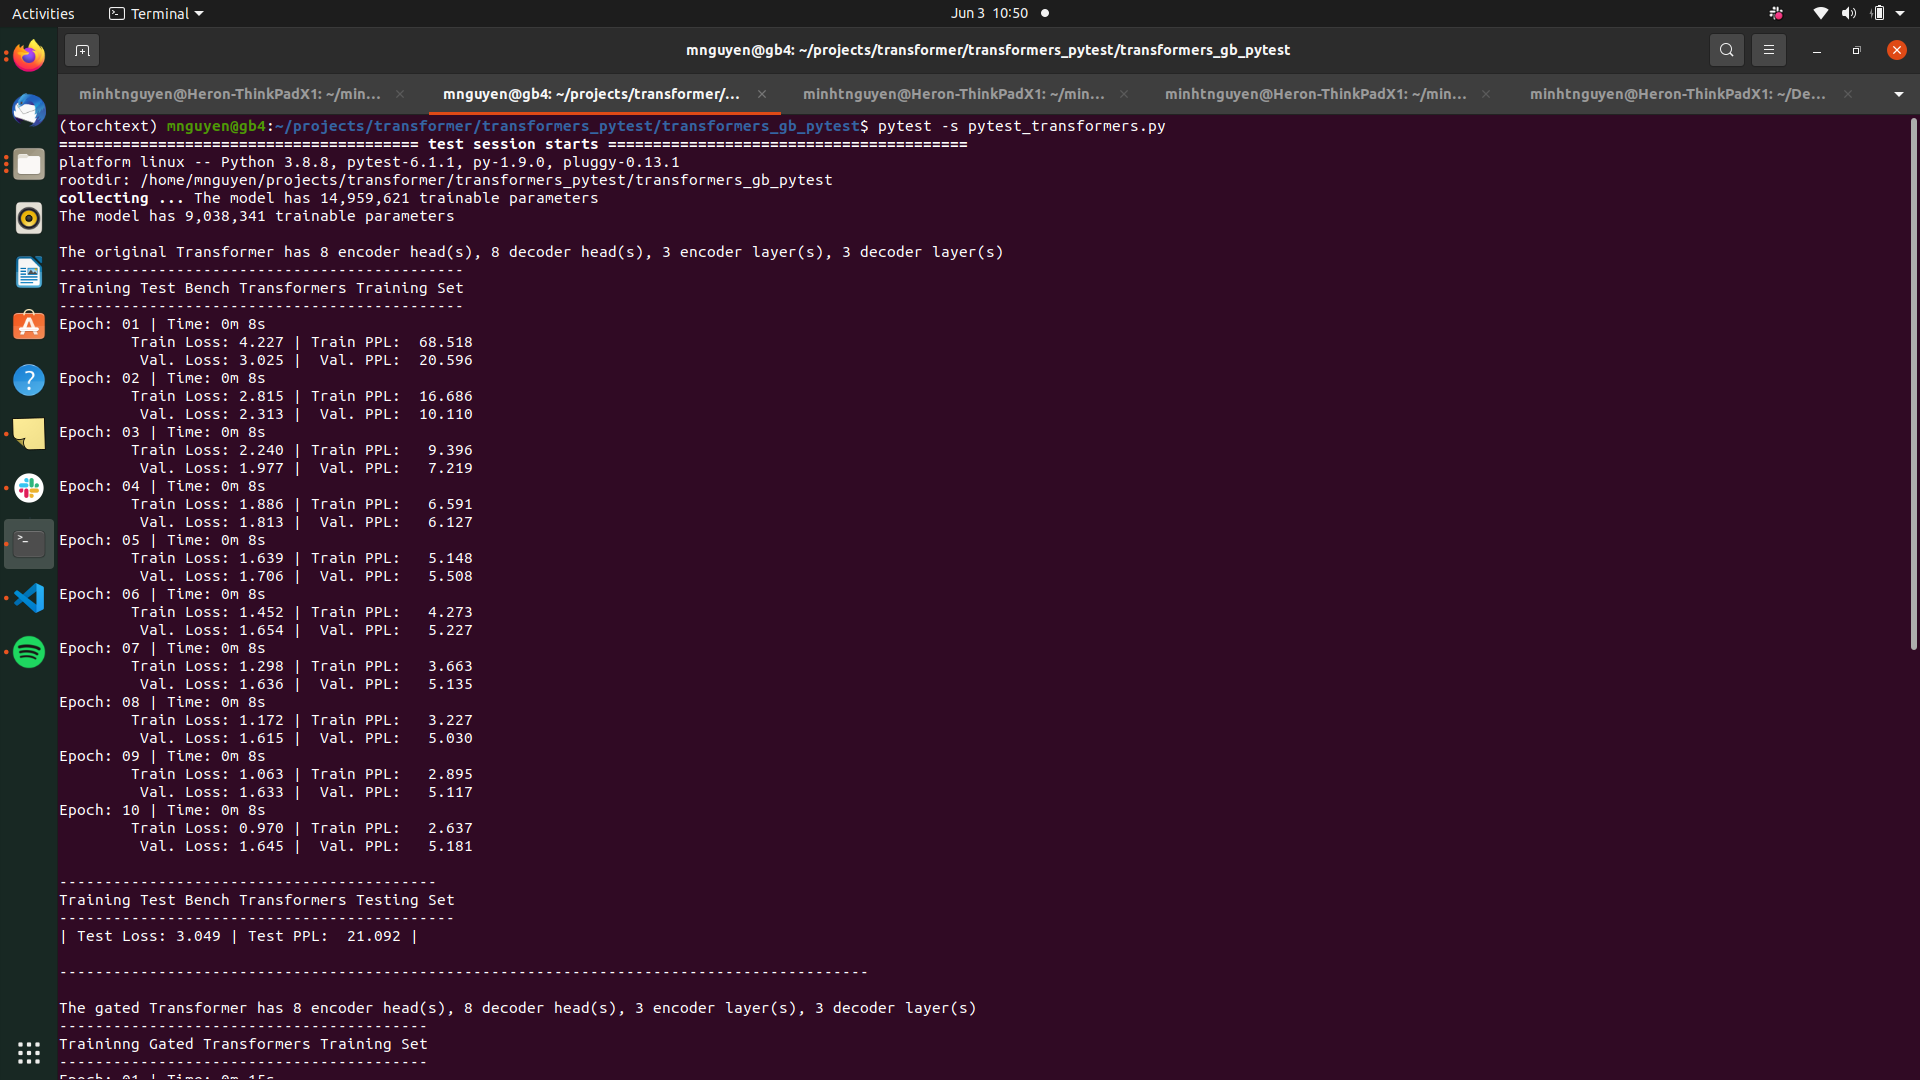 Activities
Terminal
Jun 3 10:50
mnguyen@gb4: ~/projects/transformer/transformers_pytest/transformers_gb_pytest
minhtnguyen@Heron-ThinkPadX1: ~/min...
mnguyen@gb4: ~/projects/transformer/...
minhtnguyen@Heron-ThinkPadX1: ~/min...
minhtnguyen@Heron-ThinkPadX1: ~/min...
minhtnguyen@Heron-ThinkPadX1: ~/De...
(torchtext) mnguyen@gb4:~/projects/transformer/transformers_pytest/transformers_gb_pytest$ pytest -s pytest_transformers.py
======================================== test session starts ========================================
platform linux -- Python 3.8.8, pytest-6.1.1, py-1.9.0, pluggy-0.13.1
rootdir: /home/mnguyen/projects/transformer/transformers_pytest/transformers_gb_pytest
collecting ... The model has 14,959,621 trainable parameters
The model has 9,038,341 trainable parameters
The original Transformer has 8 encoder head(s), 8 decoder head(s), 3 encoder layer(s), 3 decoder layer(s)
---------------------------------------------
Training Test Bench Transformers Training Set
---------------------------------------------
Epoch: 01 | Time: 0m 8s
Train Loss: 4.227 | Train PPL:  68.518
Val. Loss: 3.025 |  Val. PPL:  20.596
Epoch: 02 | Time: 0m 8s
Train Loss: 2.815 | Train PPL:  16.686
Val. Loss: 2.313 |  Val. PPL:  10.110
Epoch: 03 | Time: 0m 8s
Train Loss: 2.240 | Train PPL:   9.396
Val. Loss: 1.977 |  Val. PPL:   7.219
Epoch: 04 | Time: 0m 8s
Train Loss: 1.886 | Train PPL:   6.591
Val. Loss: 1.813 |  Val. PPL:   6.127
Epoch: 05 | Time: 0m 8s
Train Loss: 1.639 | Train PPL:   5.148
Val. Loss: 1.706 |  Val. PPL:   5.508
Epoch: 06 | Time: 0m 8s
Train Loss: 1.452 | Train PPL:   4.273
Val. Loss: 1.654 |  Val. PPL:   5.227
Epoch: 07 | Time: 0m 8s
Train Loss: 1.298 | Train PPL:   3.663
Val. Loss: 1.636 |  Val. PPL:   5.135
Epoch: 08 | Time: 0m 8s
Train Loss: 1.172 | Train PPL:   3.227
Val. Loss: 1.615 |  Val. PPL:   5.030
Epoch: 09 | Time: 0m 8s
Train Loss: 1.063 | Train PPL:   2.895
Val. Loss: 1.633 |  Val. PPL:   5.117
Epoch: 10 | Time: 0m 8s
Train Loss: 0.970 | Train PPL:   2.637
Val. Loss: 1.645 |  Val. PPL:   5.181
------------------------------------------
Training Test Bench Transformers Testing Set
--------------------------------------------
| Test Loss: 3.049 | Test PPL:  21.092 |
------------------------------------------------------------------------------------------
The gated Transformer has 8 encoder head(s), 8 decoder head(s), 3 encoder layer(s), 3 decoder layer(s)
-----------------------------------------
Traininng Gated Transformers Training Set
-----------------------------------------
Epoch: 01 | Time: 0m 15s